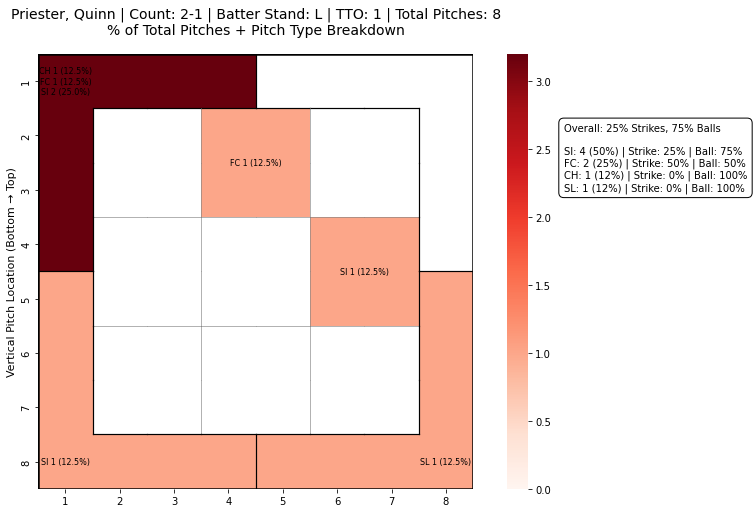 Priester, Quinn | Count: 2-1 | Batter Stand: L | TTO: 1 | Total Pitches: 8
% of Total Pitches + Pitch Type Breakdown
CH 1 (12.5%)
FC 1 (12.5%)
SI 2 (25.0%)
FC 1 (12.5%)
SI 1 (12.5%)
SI 1 (12.5%)
SL 1 (12.5%)
Vertical Pitch Location (Bottom → Top)
1
2
3
4
5
6
7
8
1 2 3 4 5 6 7 8
3.0
2.5
2.0
1.5
1.0
0.5
0.0
Overall: 25% Strikes, 75% Balls
SI: 4 (50%) | Strike: 25% | Ball: 75%
FC: 2 (25%) | Strike: 50% | Ball: 50%
CH: 1 (12%) | Strike: 0% | Ball: 100%
SL: 1 (12%) | Strike: 0% | Ball: 100%